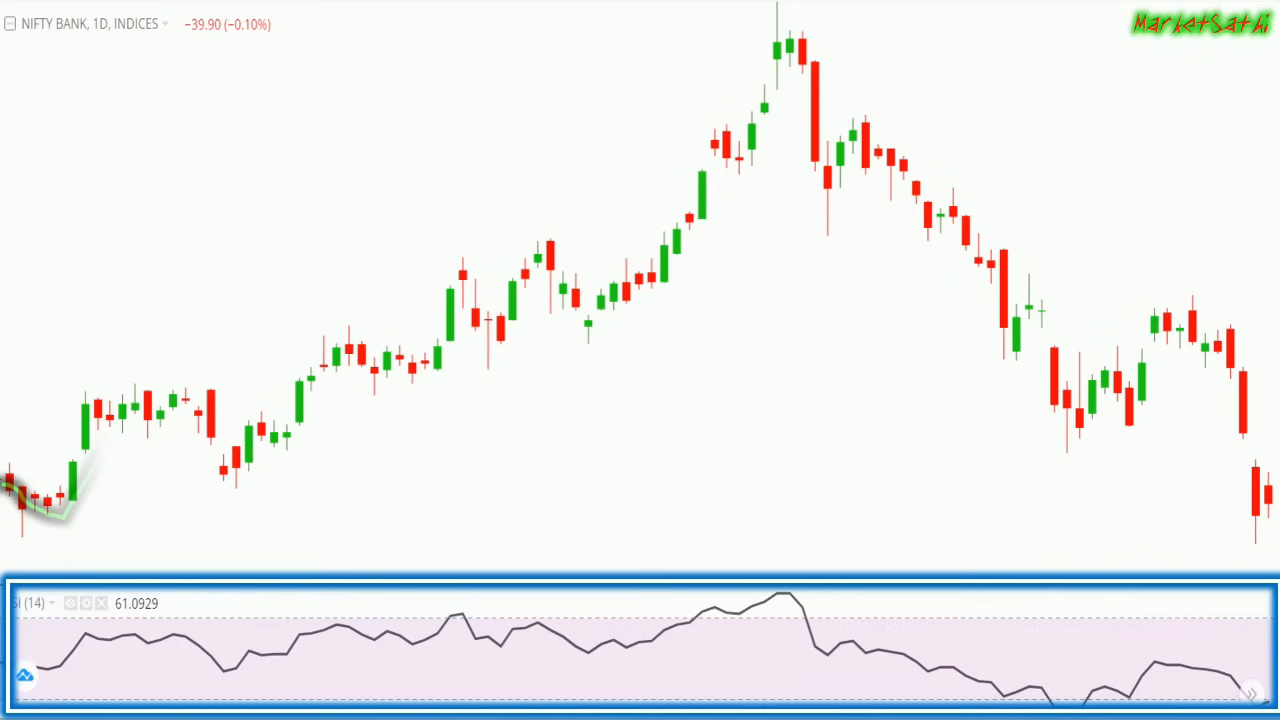 NIFTY BANK, 1D, INDICES −39.90 (−0.10%)
MarketSathi
(14) 61.0929